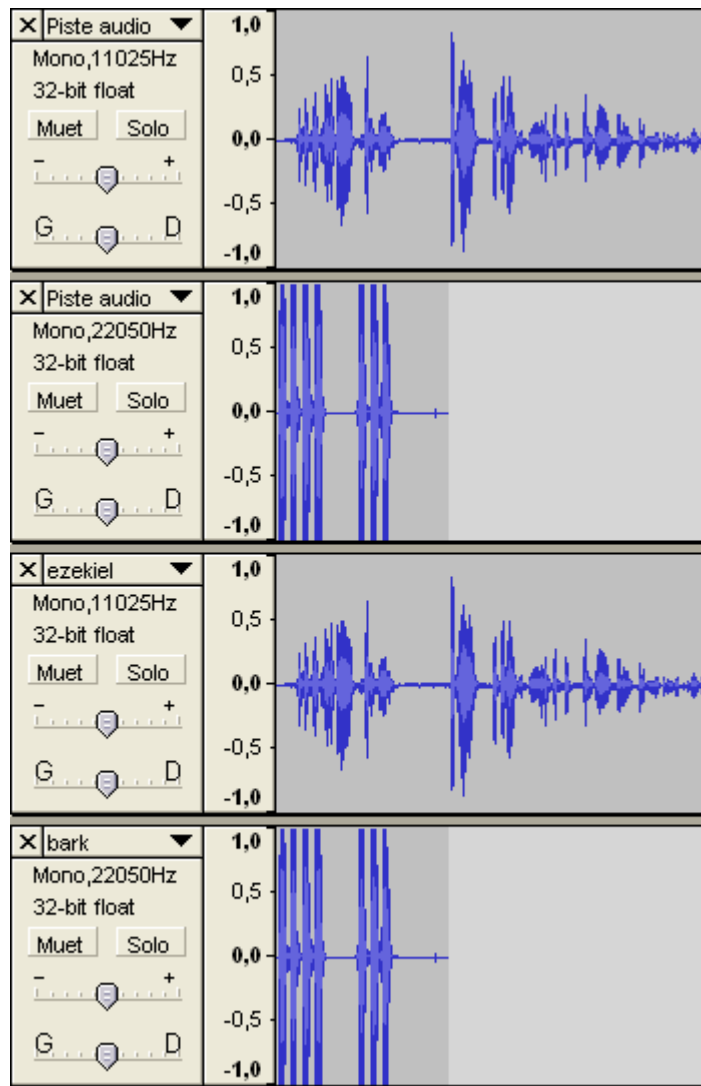 X Piste audio ▼
Mono,11025Hz
32-bit float
Muet Solo
- +
G D
1,0
0,5
0,0
-0,5
-1,0
X Piste audio ▼
Mono,22050Hz
32-bit float
Muet Solo
- +
G D
1,0
0,5
0,0
-0,5
-1,0
X ezekiel ▼
Mono,11025Hz
32-bit float
Muet Solo
- +
G D
1,0
0,5
0,0
-0,5
-1,0
X bark ▼
Mono,22050Hz
32-bit float
Muet Solo
- +
G D
1,0
0,5
0,0
-0,5
-1,0